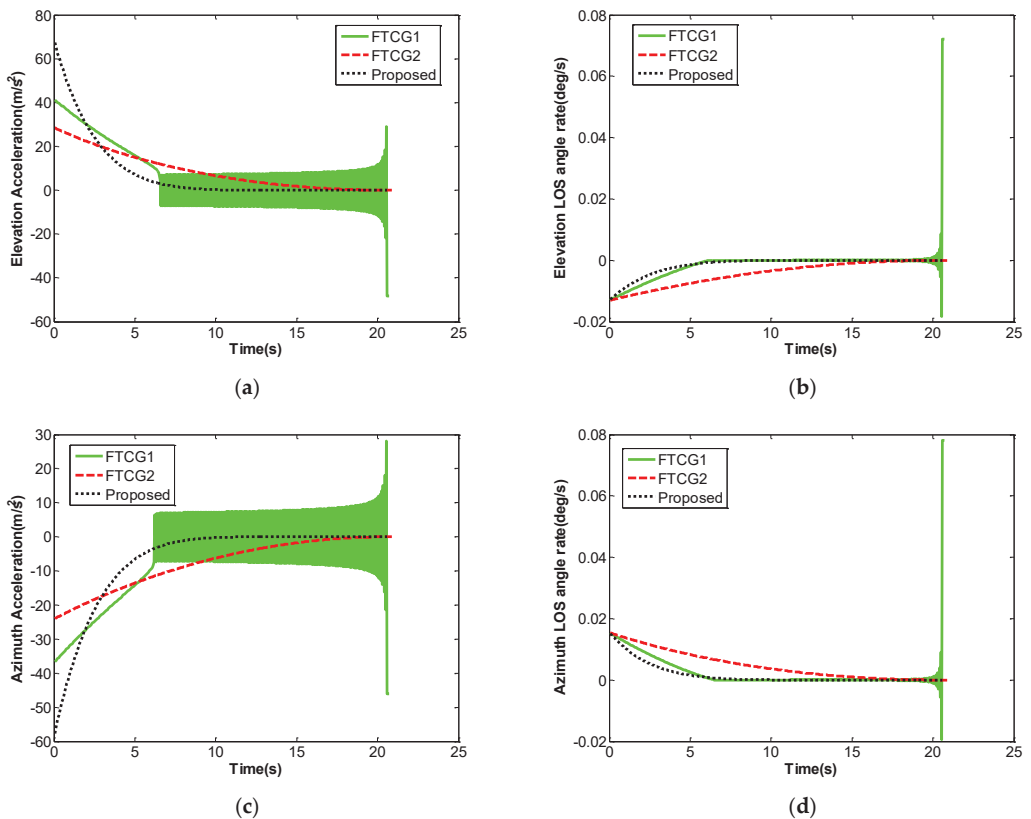 80
60
40
20
0
-20
-40
-60
Elevation Acceleration(m/s²)
FTCG1
FTCG2
Proposed
0 5 10 15 20 25
Time(s)
(a)
0.08
0.06
0.04
0.02
0
-0.02
Elevation LOS angle rate(deg/s)
FTCG1
FTCG2
Proposed
0 5 10 15 20 25
Time(s)
(b)
30
20
10
0
-10
-20
-30
-40
-50
-60
Azimuth Acceleration(m/s²)
FTCG1
FTCG2
Proposed
0 5 10 15 20 25
Time(s)
(c)
0.08
0.06
0.04
0.02
0
-0.02
Azimuth LOS angle rate(deg/s)
FTCG1
FTCG2
Proposed
0 5 10 15 20 25
Time(s)
(d)